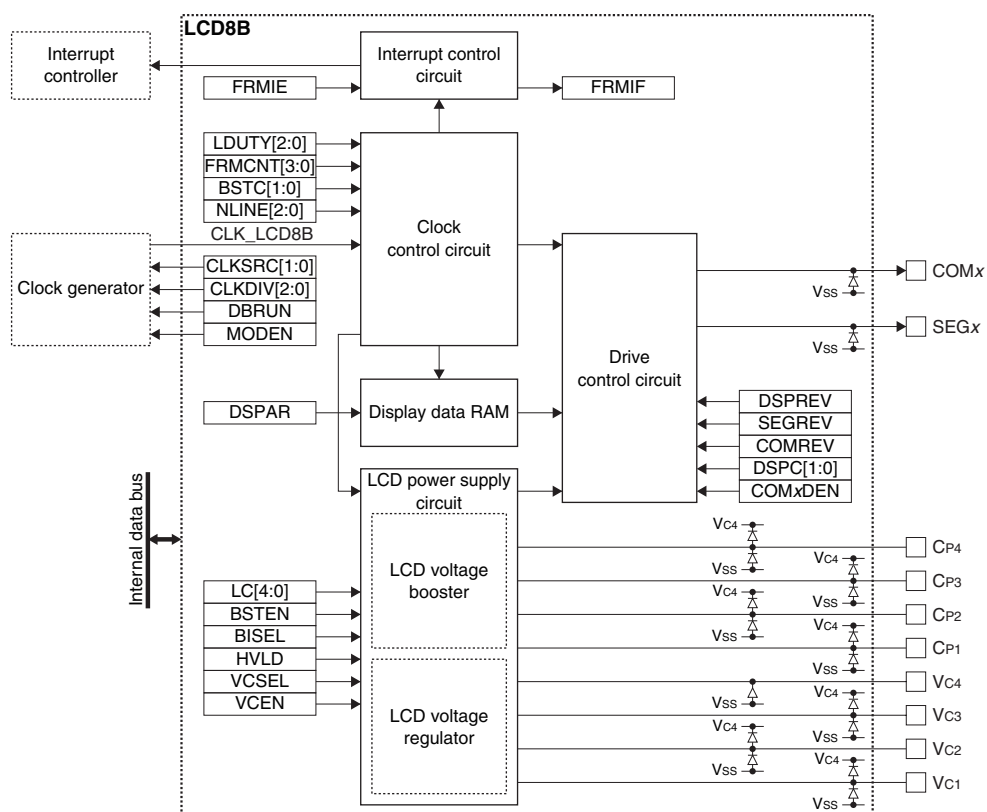 LCD8B
Interrupt
controller
Interrupt control
circuit
FRMIE
FRMIF
LDUTY[2:0]
FRMCNT[3:0]
BSTC[1:0]
NLINE[2:0]
CLK_LCD8B
Clock
control circuit
Clock generator
CLKSRC[1:0]
CLKDIV[2:0]
DBRUN
MODEN
COMx
VSS
SEGx
VSS
Drive
control circuit
DSPAR
Display data RAM
DSPREV
SEGREV
COMREV
DSPC[1:0]
COMxDEN
Internal data bus
LCD power supply
circuit
LCD voltage
booster
LC[4:0]
BSTEN
BISEL
HVLD
VCSEL
VCEN
LCD voltage
regulator
VC4
CP4
VSS
VC4
CP3
VC4
VSS
CP2
VSS
VC4
CP1
VSS
VC4
VC4
VSS
VC3
VC4
VSS
VC2
VSS
VC4
VC1
VSS